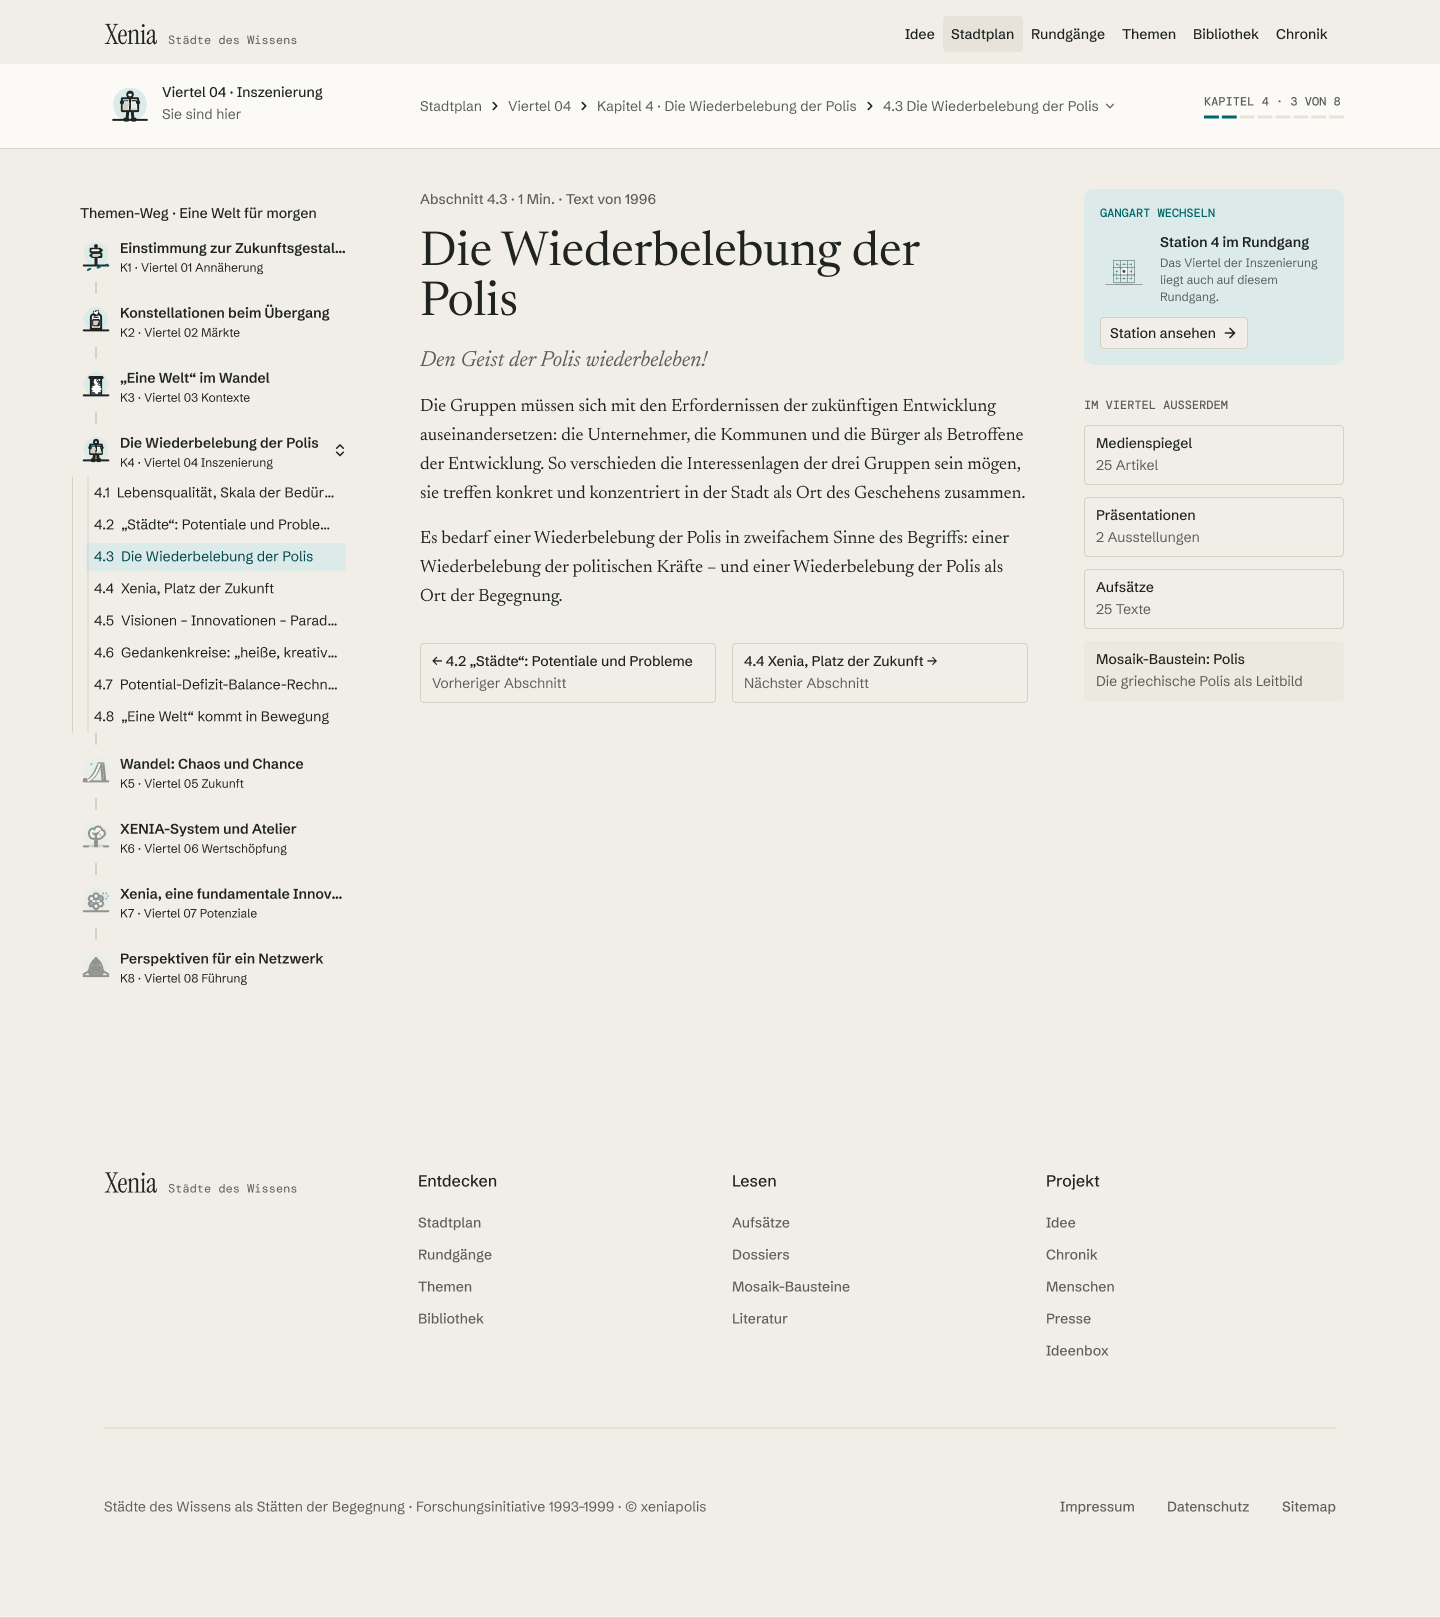 Xenia Städte des Wissens
Idee Stadtplan Rundgänge Themen Bibliothek Chronik
Viertel 04 · Inszenierung
Sie sind hier
Stadtplan > Viertel 04 > Kapitel 4 · Die Wiederbelebung der Polis > 4.3 Die Wiederbelebung der Polis
KAPITEL 4 · 3 VON 8
Themen-Weg · Eine Welt für morgen
Einstimmung zur Zukunftsgestal...
K1 · Viertel 01 Annäherung
Konstellationen beim Übergang
K2 · Viertel 02 Märkte
„Eine Welt“ im Wandel
K3 · Viertel 03 Kontexte
Die Wiederbelebung der Polis
K4 · Viertel 04 Inszenierung
4.1 Lebensqualität, Skala der Bedür...
4.2 „Städte“: Potentiale und Proble...
4.3 Die Wiederbelebung der Polis
4.4 Xenia, Platz der Zukunft
4.5 Visionen – Innovationen – Parad...
4.6 Gedankenkreise: „heiße, kreativ...
4.7 Potential-Defizit-Balance-Rechn...
4.8 „Eine Welt“ kommt in Bewegung
Wandel: Chaos und Chance
K5 · Viertel 05 Zukunft
XENIA-System und Atelier
K6 · Viertel 06 Wertschöpfung
Xenia, eine fundamentale Innov...
K7 · Viertel 07 Potenziale
Perspektiven für ein Netzwerk
K8 · Viertel 08 Führung
Abschnitt 4.3 · 1 Min. · Text von 1996
Die Wiederbelebung der
Polis
Den Geist der Polis wiederbeleben!
Die Gruppen müssen sich mit den Erfordernissen der zukünftigen Entwicklung
auseinandersetzen: die Unternehmer, die Kommunen und die Bürger als Betroffene
der Entwicklung. So verschieden die Interessenlagen der drei Gruppen sein mögen,
sie treffen konkret und konzentriert in der Stadt als Ort des Geschehens zusammen.
Es bedarf einer Wiederbelebung der Polis in zweifachem Sinne des Begriffs: einer
Wiederbelebung der politischen Kräfte – und einer Wiederbelebung der Polis als
Ort der Begegnung.
← 4.2 „Städte“: Potentiale und Probleme
Vorheriger Abschnitt
4.4 Xenia, Platz der Zukunft →
Nächster Abschnitt
GANGART WECHSELN
Station 4 im Rundgang
Das Viertel der Inszenierung
liegt auch auf diesem
Rundgang.
Station ansehen →
IM VIERTEL AUSSERDEM
Medienspiegel
25 Artikel
Präsentationen
2 Ausstellungen
Aufsätze
25 Texte
Mosaik-Baustein: Polis
Die griechische Polis als Leitbild
Xenia Städte des Wissens
Entdecken
Stadtplan
Rundgänge
Themen
Bibliothek
Lesen
Aufsätze
Dossiers
Mosaik-Bausteine
Literatur
Projekt
Idee
Chronik
Menschen
Presse
Ideenbox
Städte des Wissens als Stätten der Begegnung · Forschungsinitiative 1993–1999 · © xeniapolis
Impressum Datenschutz Sitemap